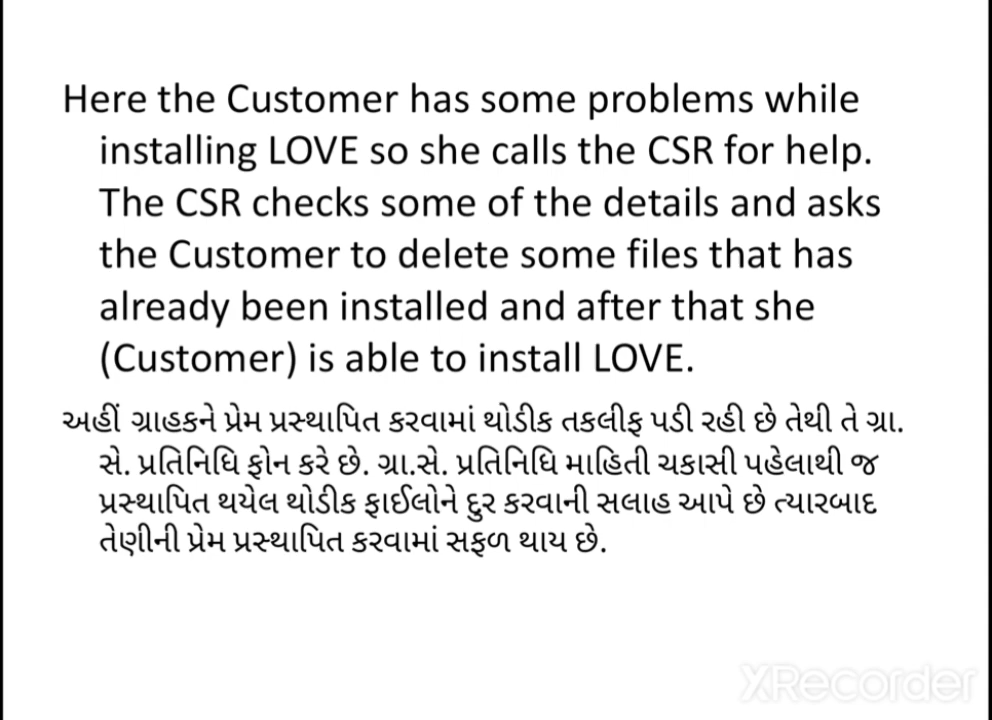 Here the Customer has some problems while
installing LOVE so she calls the CSR for help.
The CSR checks some of the details and asks
the Customer to delete some files that has
already been installed and after that she
(Customer) is able to install LOVE.
અહીં ગ્રાહકને પ્રેમ પ્રસ્થાપિત કરવામાં થોડીક તકલીફ પડી રહી છે તેથી તે ગ્રા.
સે. પ્રતિનિધિ ફોન કરે છે. ગ્રા.સે. પ્રતિનિધિ માહિતી ચકાસી પહેલાથી જ
પ્રસ્થાપિત થયેલ થોડીક ફાઈલોને દુર કરવાની સલાહ આપે છે ત્યારબાદ
તેણીની પ્રેમ પ્રસ્થાપિત કરવામાં સફળ થાય છે.
XRecorder